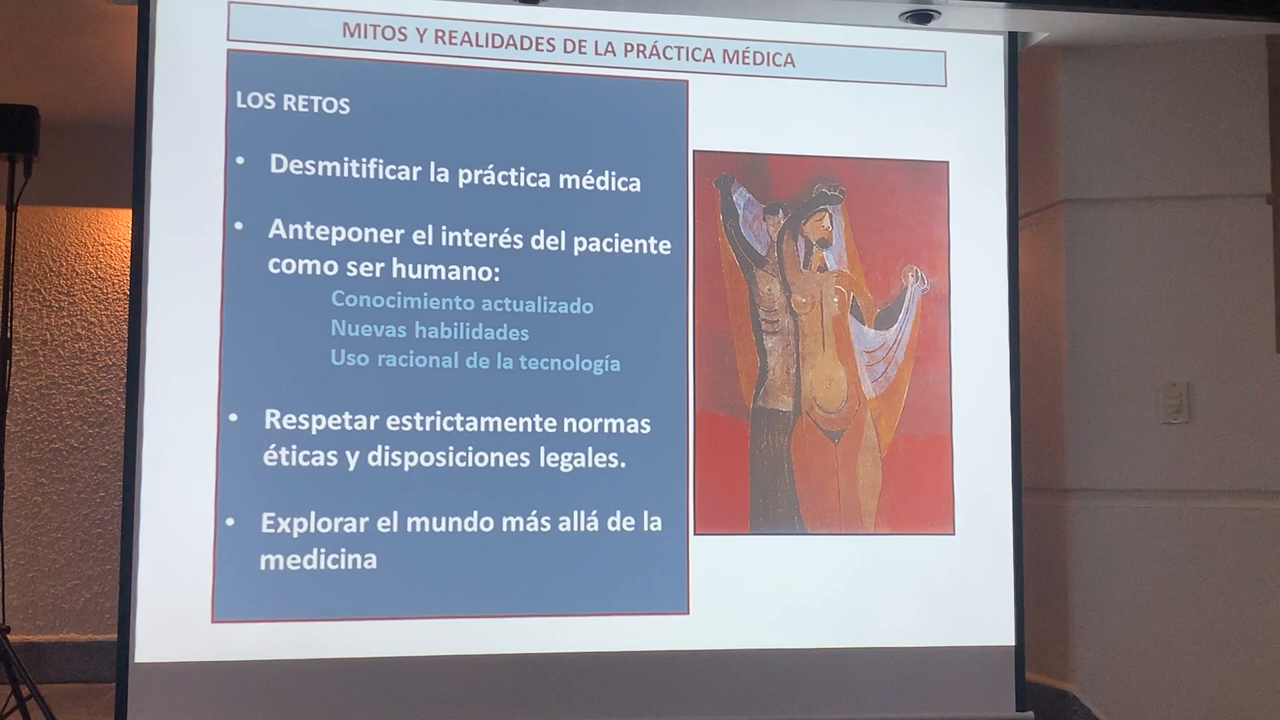 MITOS Y REALIDADES DE LA PRÁCTICA MÉDICA
LOS RETOS
• Desmitificar la práctica médica
• Anteponer el interés del paciente
como ser humano:
Conocimiento actualizado
Nuevas habilidades
Uso racional de la tecnología
• Respetar estrictamente normas
éticas y disposiciones legales.
• Explorar el mundo más allá de la
medicina